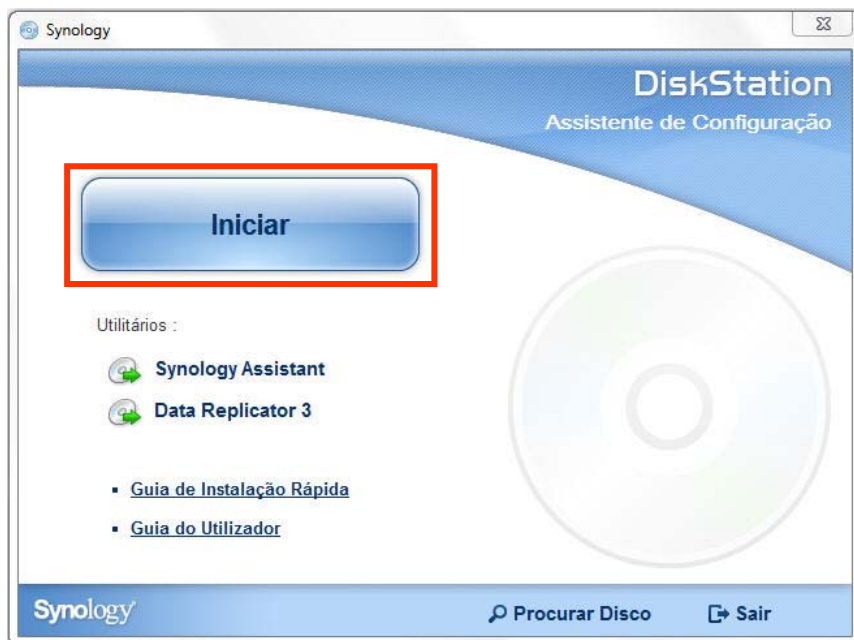 Synology
DiskStation
Assistente de Configuração
Iniciar
Utilitários :
Synology Assistant
Data Replicator 3
Guia de Instalação Rápida
Guia do Utilizador
Synology
Procurar Disco
Sair